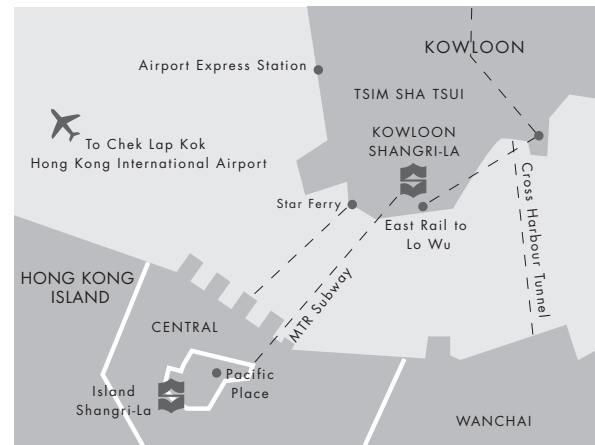 KOWLOON
Airport Express Station
TSIM SHA TSUI
KOWLOON
SHANGRI-LA
To Chek Lap Kok
Hong Kong International Airport
Star Ferry
East Rail to
Lo Wu
Cross Harbour Tunnel
MTR Subway
HONG KONG
ISLAND
CENTRAL
Pacific
Place
Island
Shangri-La
WANCHAI